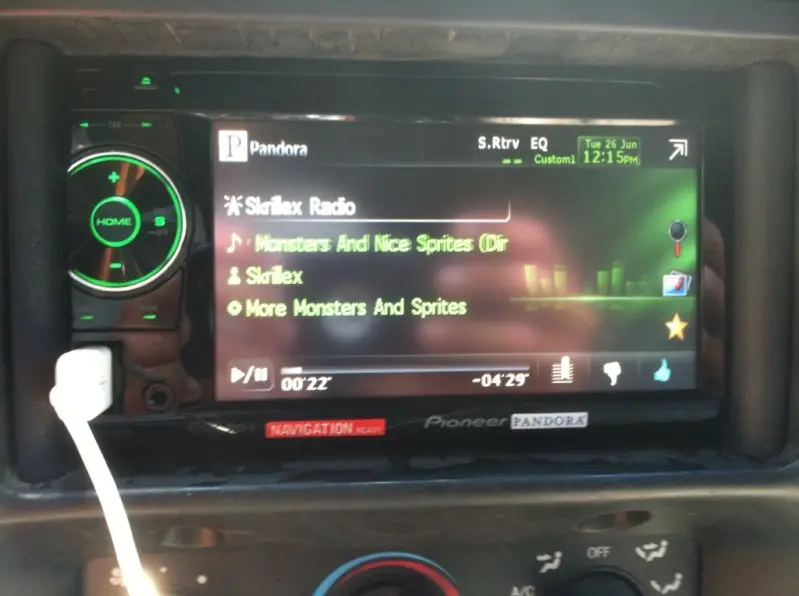 P Pandora
S.Rtrv EQ
Custom1
Tue 26 Jun
12:15PM
Skrillex Radio
Monsters And Nice Sprites (Dir
Skrillex
More Monsters And Sprites
00'22"
-04'29"
NAVIGATION READY
Pioneer PANDORA
HOME
S
OFF
A/C